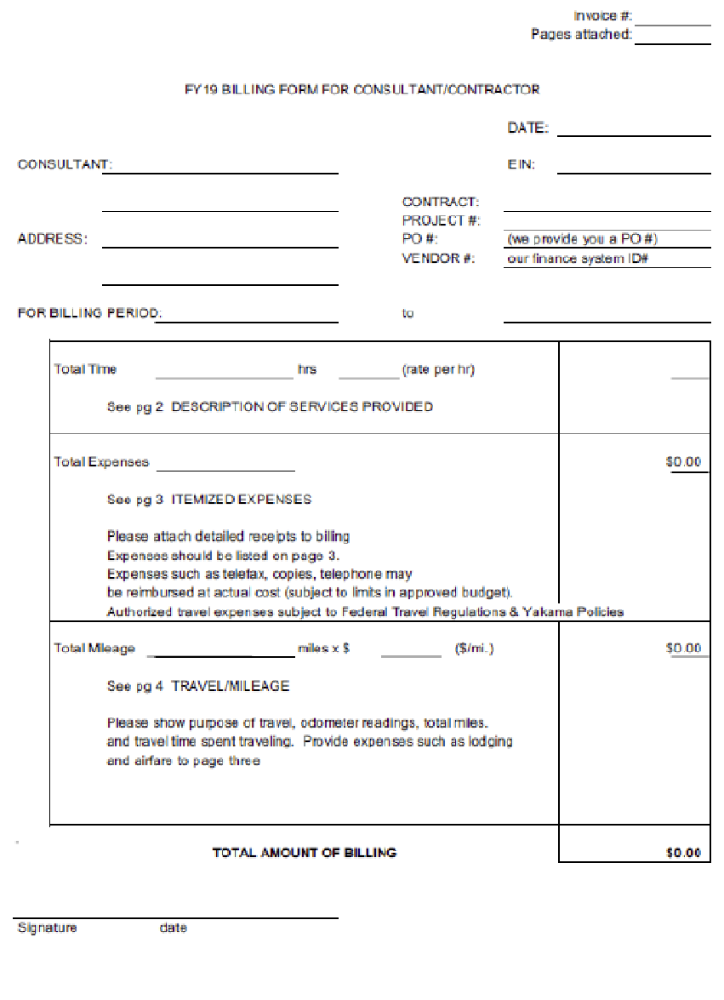 Invoice #:
Pages attached:
FY19 BILLING FORM FOR CONSULTANT/CONTRACTOR
DATE:
CONSULTANT: EIN:
CONTRACT:
PROJECT #:
ADDRESS: PO #: (we provide you a PO #)
VENDOR #: our finance system ID#
FOR BILLING PERIOD: to
Total Time hrs (rate per hr)
See pg 2 DESCRIPTION OF SERVICES PROVIDED
Total Expenses $0.00
See pg 3 ITEMIZED EXPENSES
Please attach detailed receipts to billing
Expenses should be listed on page 3.
Expenses such as telefax, copies, telephone may
be reimbursed at actual cost (subject to limits in approved budget).
Authorized travel expenses subject to Federal Travel Regulations & Yakama Policies
Total Mileage miles x $ ($/mi.) $0.00
See pg 4 TRAVEL/MILEAGE
Please show purpose of travel, odometer readings, total miles.
and travel time spent traveling. Provide expenses such as lodging
and airfare to page three
TOTAL AMOUNT OF BILLING $0.00
Signature date